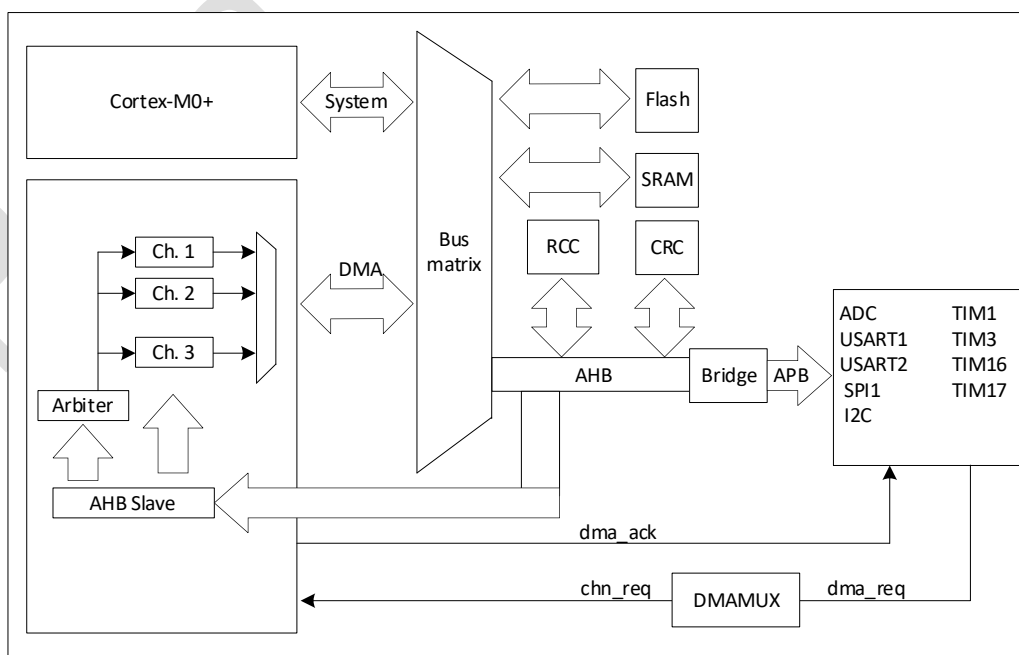 Cortex-M0+
System
Flash
SRAM
Bus
matrix
RCC
CRC
Ch. 1
Ch. 2
Ch. 3
DMA
ADC
TIM1
USART1
TIM3
USART2
TIM16
SPI1
TIM17
I2C
AHB
Bridge
APB
Arbiter
AHB Slave
dma_ack
chn_req
DMAMUX
dma_req